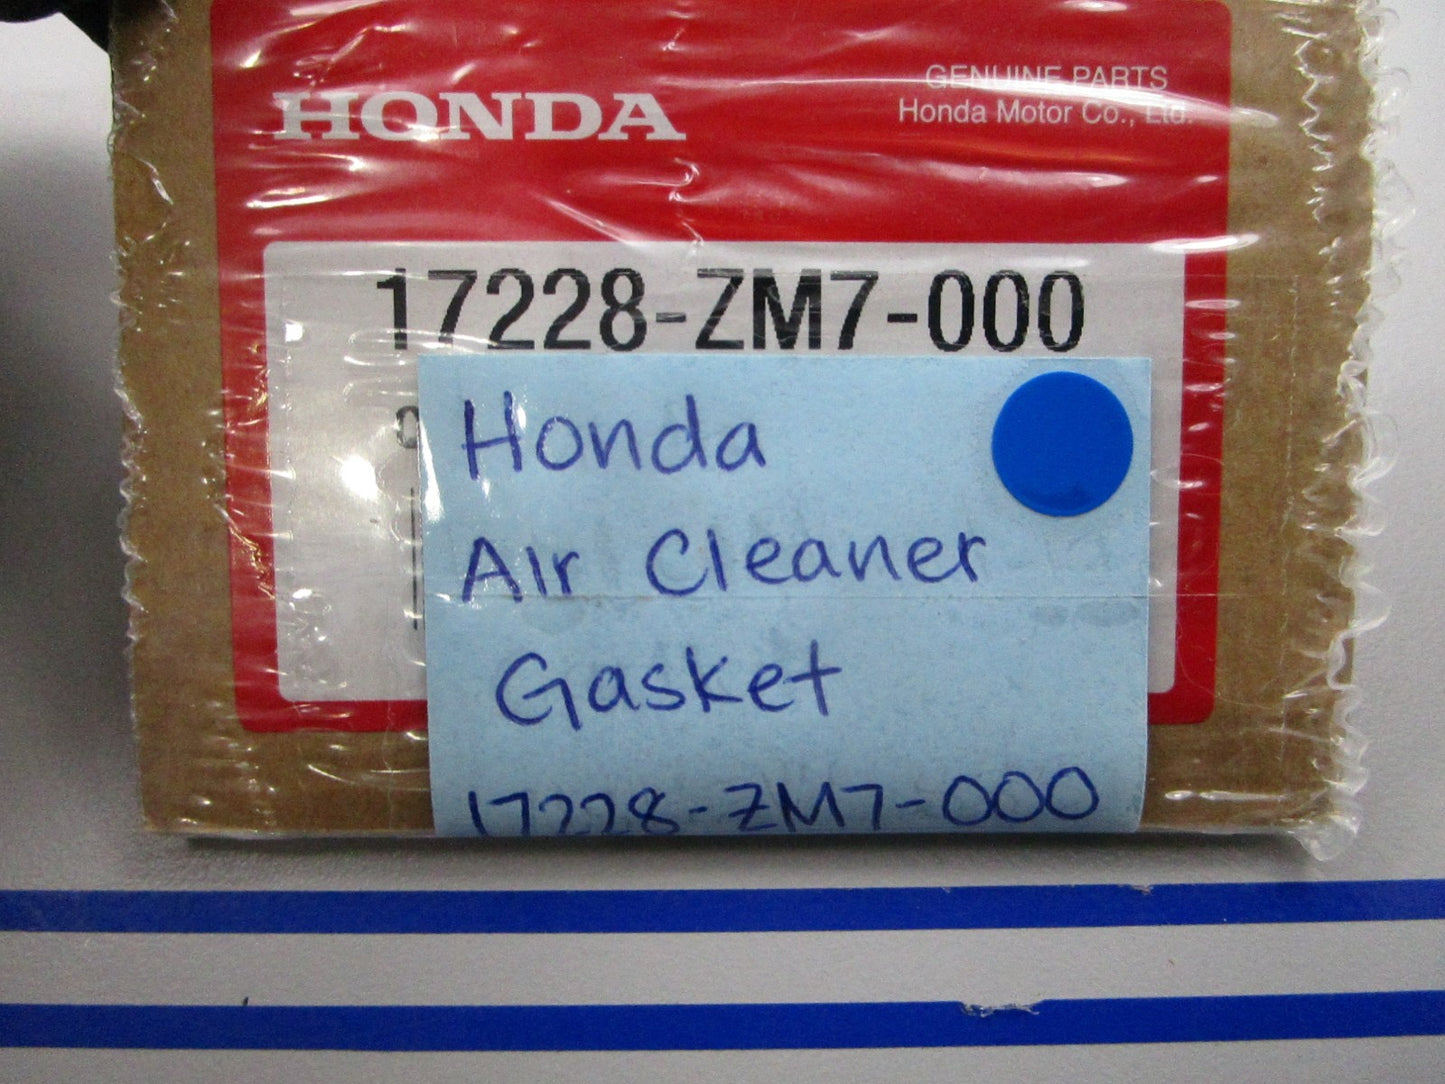 HONDA
GENUINE PARTS
Honda Motor Co., Ltd.
17228-ZM7-000
Honda
Air Cleaner
Gasket
17228-ZM7-000